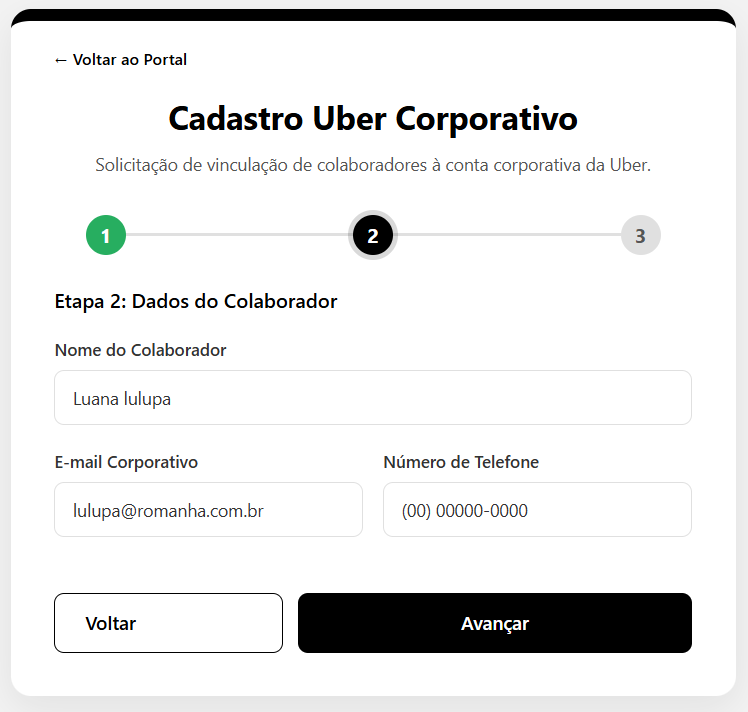 ← Voltar ao Portal
Cadastro Uber Corporativo
Solicitação de vinculação de colaboradores à conta corporativa da Uber.
1 2 3
Etapa 2: Dados do Colaborador
Nome do Colaborador
Luana lulupa
E-mail Corporativo Número de Telefone
lulupa@romanha.com.br (00) 00000-0000
Voltar Avançar